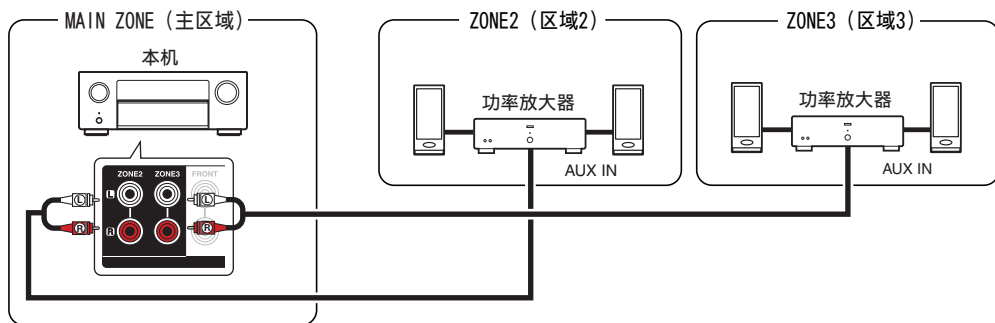 MAIN ZONE（主区域）
本机
ZONE2 ZONE3 FRONT
L
R
L
R
L
R
ZONE2（区域2）
功率放大器
AUX IN
ZONE3（区域3）
功率放大器
AUX IN